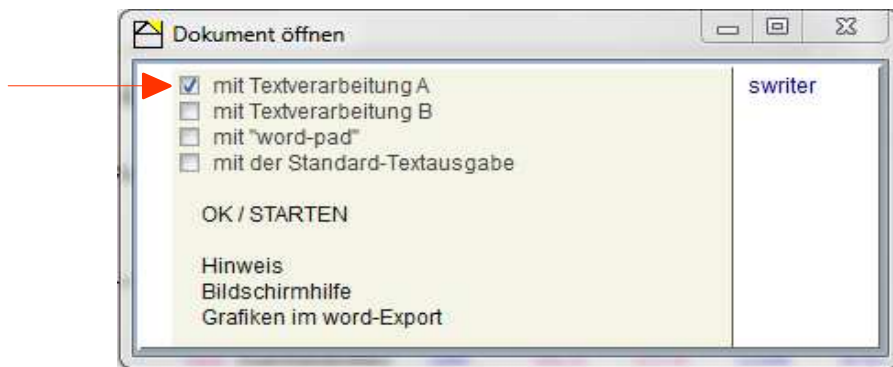 Dokument öffnen
mit Textverarbeitung A swriter
mit Textverarbeitung B
mit "word-pad"
mit der Standard-Textausgabe
OK / STARTEN
Hinweis
Bildschirmhilfe
Grafiken im word-Export